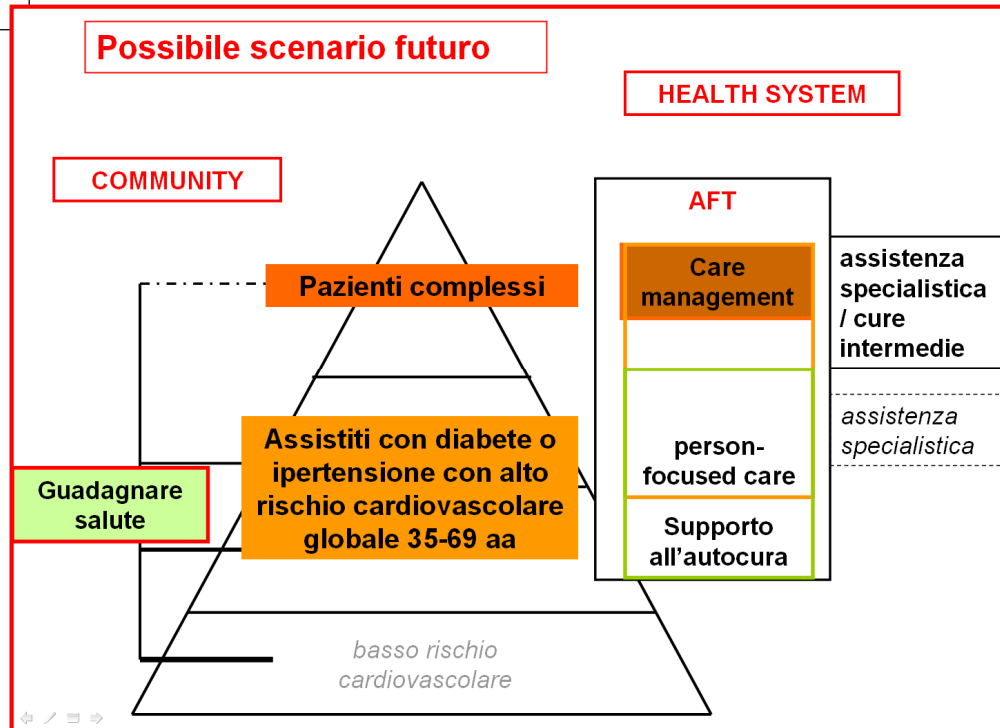 Possibile scenario futuro
HEALTH SYSTEM
COMMUNITY
AFT
Pazienti complessi
Care
management
assistenza
specialistica
/ cure
intermedie
assistenza
specialistica
Assistiti con diabete o
ipertensione con alto
rischio cardiovascolare
globale 35-69 aa
person-
focused care
Guadagnare
salute
Supporto
all'autocura
basso rischio
cardiovascolare